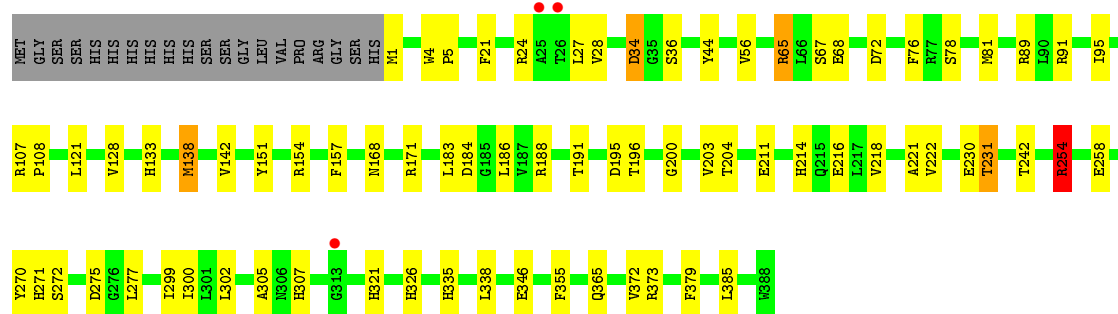 MET GLY SER SER HIS HIS HIS HIS HIS HIS SER SER GLY LEU VAL PRO ARG GLY SER HIS M1 W4 P5 F21 R24 A25 T26 L27 V28 D34 G35 S36 Y44 V56 R65 L66 S67 E68 D72 F76 R77 S78 M81 R89 L90 R91 I95
R107 P108 L121 V128 H133 M138 V142 Y151 R154 F157 N168 R171 L183 D184 G185 L186 V187 R188 T191 D195 T196 G200 V203 T204 E211 H214 Q215 E216 L217 V218 A221 V222 E230 T231 T242 R254 E258
Y270 H271 S272 D275 G276 L277 I299 I300 L301 L302 A305 N306 H307 G313 H321 H326 H335 L338 E346 F355 Q365 V372 R373 F379 L385 W388